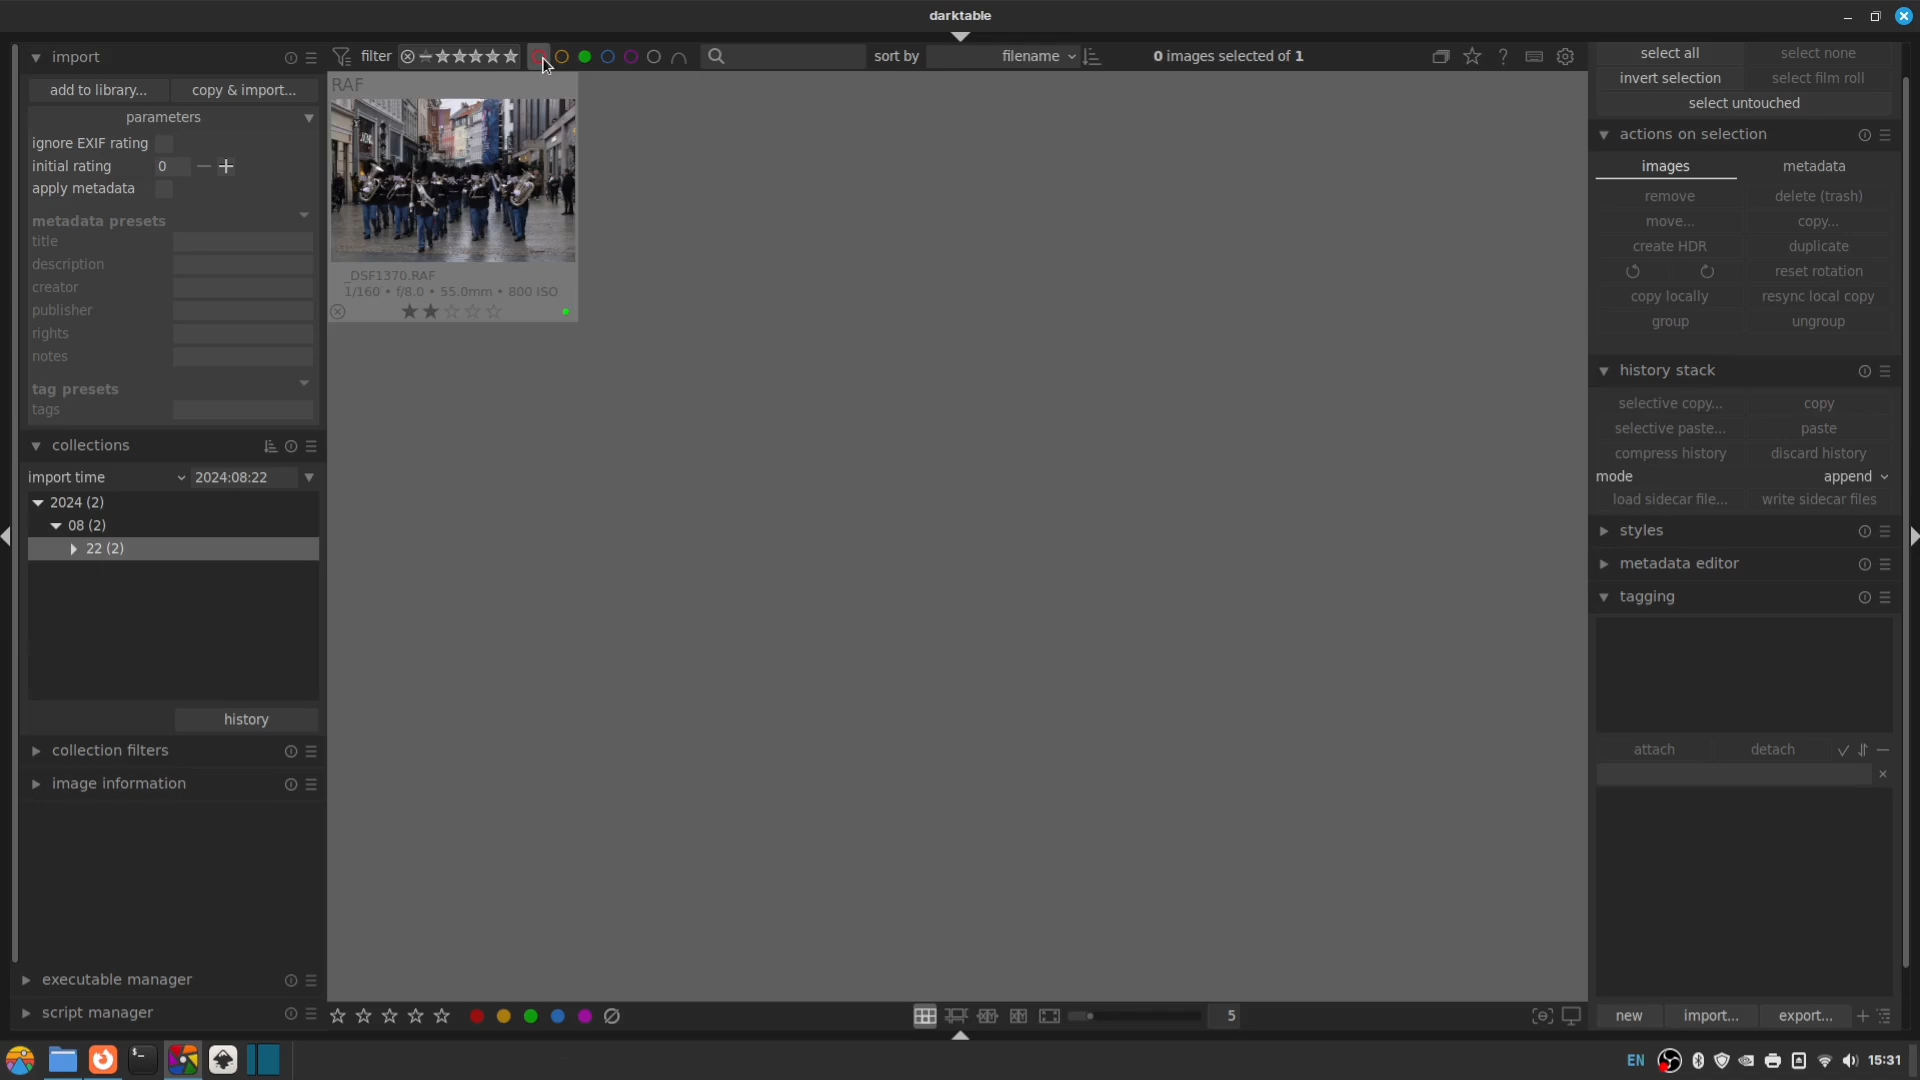 darktable
import
add to library...
copy & import...
parameters
ignore EXIF rating
initial rating 0
apply metadata
metadata presets
title
description
creator
publisher
rights
notes
tag presets
tags
collections
import time 2024:08:22
2024 (2)
08 (2)
22 (2)
history
collection filters
image information
executable manager
script manager
filter
sort by filename
0 images selected of 1
RAF
_DSF1370.RAF
1/160 • f/8.0 • 55.0mm • 800 ISO
5
select all
select none
invert selection
select film roll
select untouched
actions on selection
images
metadata
remove
delete (trash)
move...
copy...
create HDR
duplicate
reset rotation
copy locally
resync local copy
group
ungroup
history stack
selective copy...
copy
selective paste...
paste
compress history
discard history
mode append
load sidecar file...
write sidecar files
styles
metadata editor
tagging
attach
detach
new
import...
export...
EN
15:31